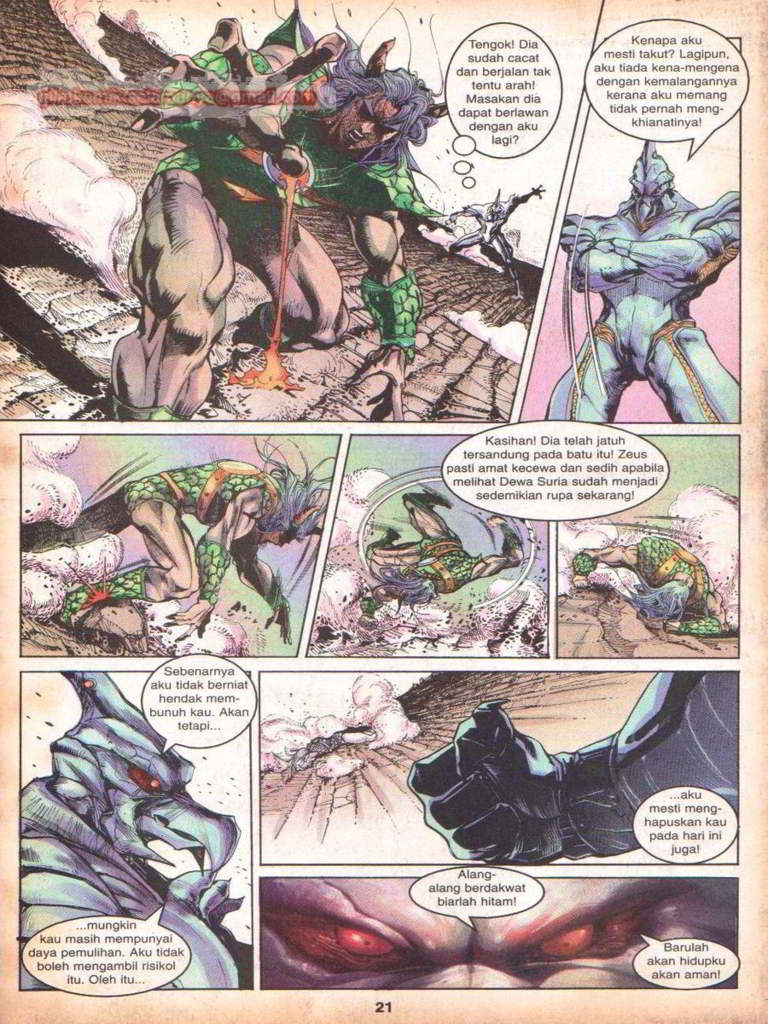 Tengok! Dia
sudah cacat
dan berjalan tak
tentu arah!
Masakan dia
dapat berlawan
dengan aku
lagi?
Kenapa aku
mesti takut? Lagipun,
aku tiada kena-mengena
dengan kemalangannya
kerana aku memang
tidak pernah meng-
khianatinya!
Kasihan! Dia telah jatuh
tersandung pada batu itu! Zeus
pasti amat kecewa dan sedih apabila
melihat Dewa Suria sudah menjadi
sedemikian rupa sekarang!
Sebenarnya
aku tidak berniat
hendak mem-
bunuh kau. Akan
tetapi...
...mungkin
kau masih mempunyai
daya pemulihan. Aku tidak
boleh mengambil risikol
itu. Oleh itu...
...aku
mesti meng-
hapuskan kau
pada hari ini
juga!
Alang-
alang berdakwat
biarlah hitam!
Barulah
akan hidupku
akan aman!
21